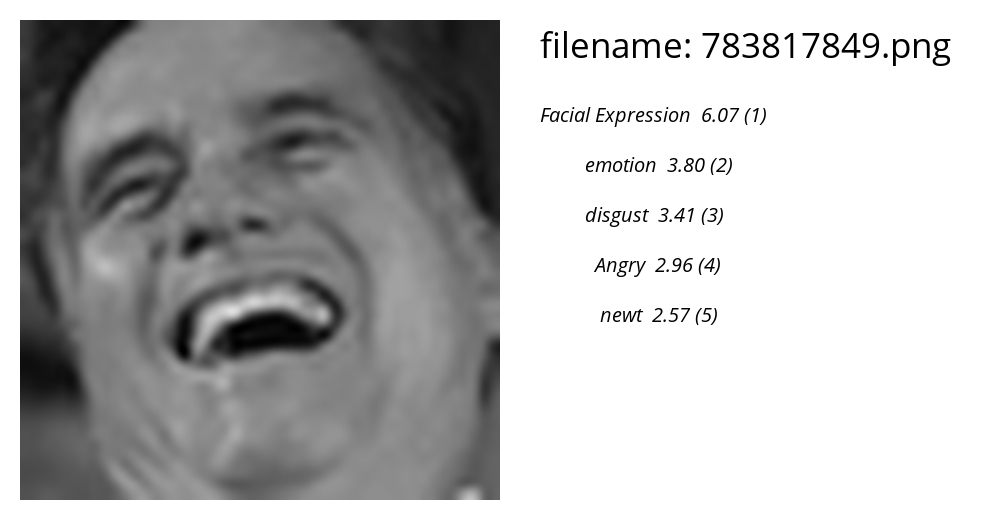 filename: 783817849.png
Facial Expression 6.07 (1)
emotion 3.80 (2)
disgust 3.41 (3)
Angry 2.96 (4)
newt 2.57 (5)